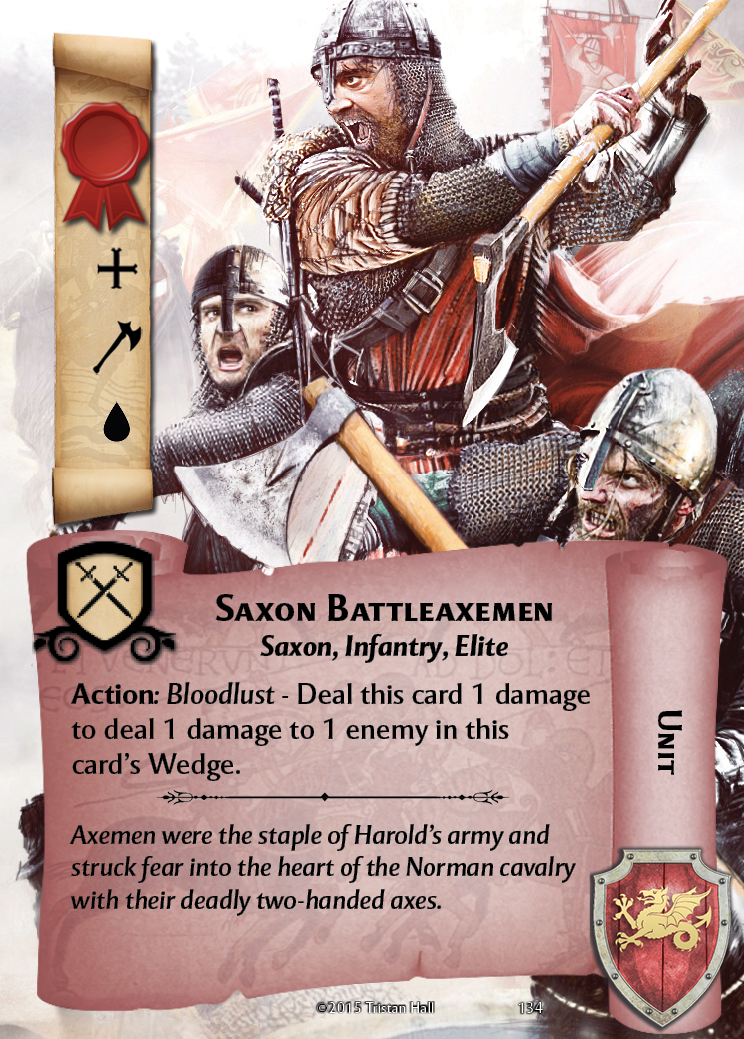 Saxon Battleaxemen
Saxon, Infantry, Elite
Action: Bloodlust - Deal this card 1 damage
to deal 1 damage to 1 enemy in this
card's Wedge.
Unit
Axemen were the staple of Harold's army and
struck fear into the heart of the Norman cavalry
with their deadly two-handed axes.
©2015 Tristan Hall
134